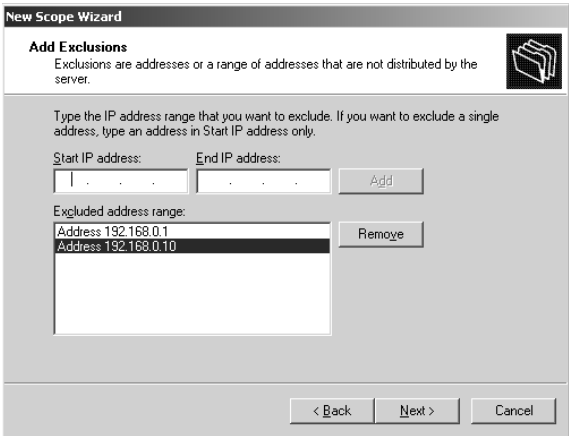 New Scope Wizard
Add Exclusions
Exclusions are addresses or a range of addresses that are not distributed by the
server.
Type the IP address range that you want to exclude. If you want to exclude a single
address, type an address in Start IP address only.
Start IP address: End IP address:
. . . . . . Add
Excluded address range:
Address 192.168.0.1
Address 192.168.0.10
Remove
< Back Next > Cancel